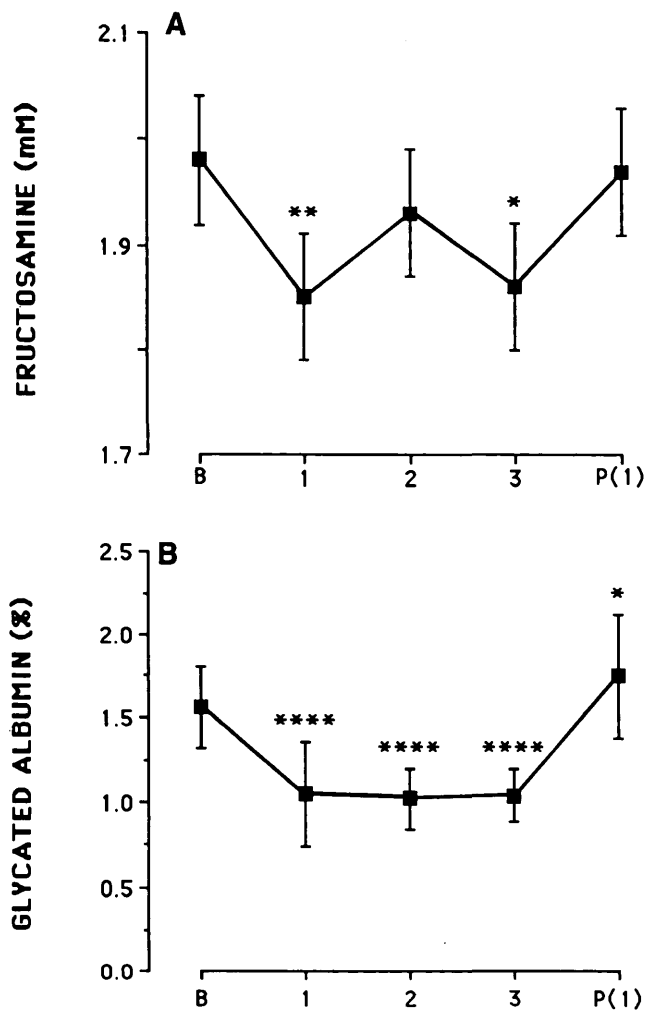 A
FRUCTOSAMINE (mM)
2.1
1.9
1.7
**
*
B 1 2 3 P(1)
B
GLYCATED ALBUMIN (%)
2.5
2.0
1.5
1.0
0.5
0.0
****
****
****
*
B 1 2 3 P(1)